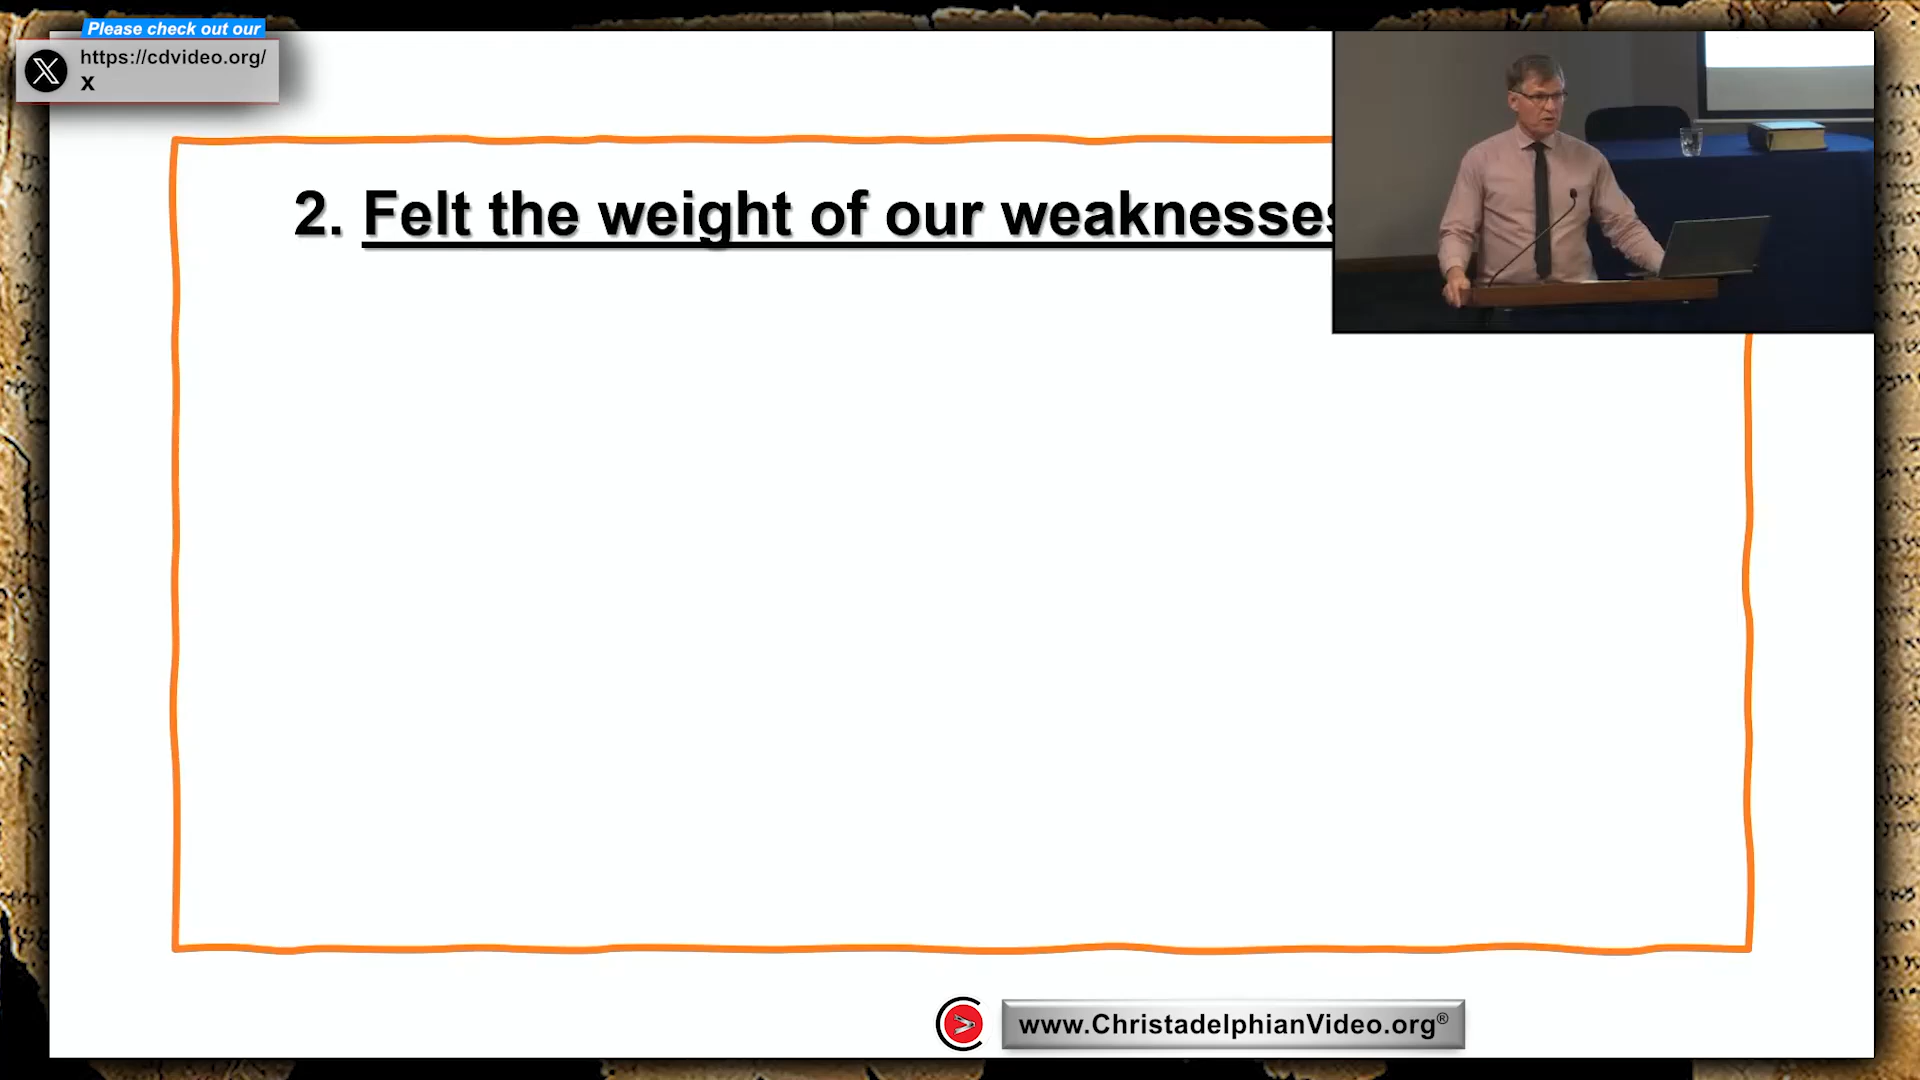 Please check out our
https://cdvideo.org/
X
2. Felt the weight of our weaknesses
www.ChristadelphianVideo.org®